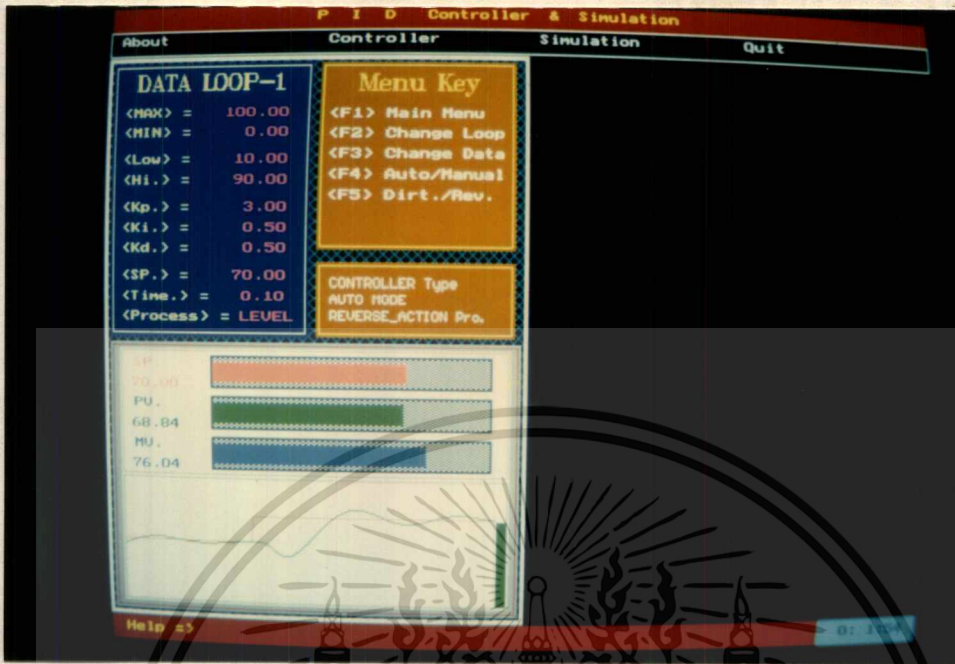 P I D Controller & Simulation
About Controller Simulation Quit
DATA LOOP-1
<MAX> = 100.00
<MIN> = 0.00
<Low> = 10.00
<Hi.> = 90.00
<Kp.> = 3.00
<Ki.> = 0.50
<Kd.> = 0.50
<SP.> = 70.00
<Time.> = 0.10
<Process> = LEVEL
Menu Key
<F1> Main Menu
<F2> Change Loop
<F3> Change Data
<F4> Auto/Manual
<F5> Dirt./Rev.
CONTROLLER Type
AUTO MODE
REVERSE_ACTION Pro.
SP.
70.00
PV.
68.84
MV.
76.04
Help =>